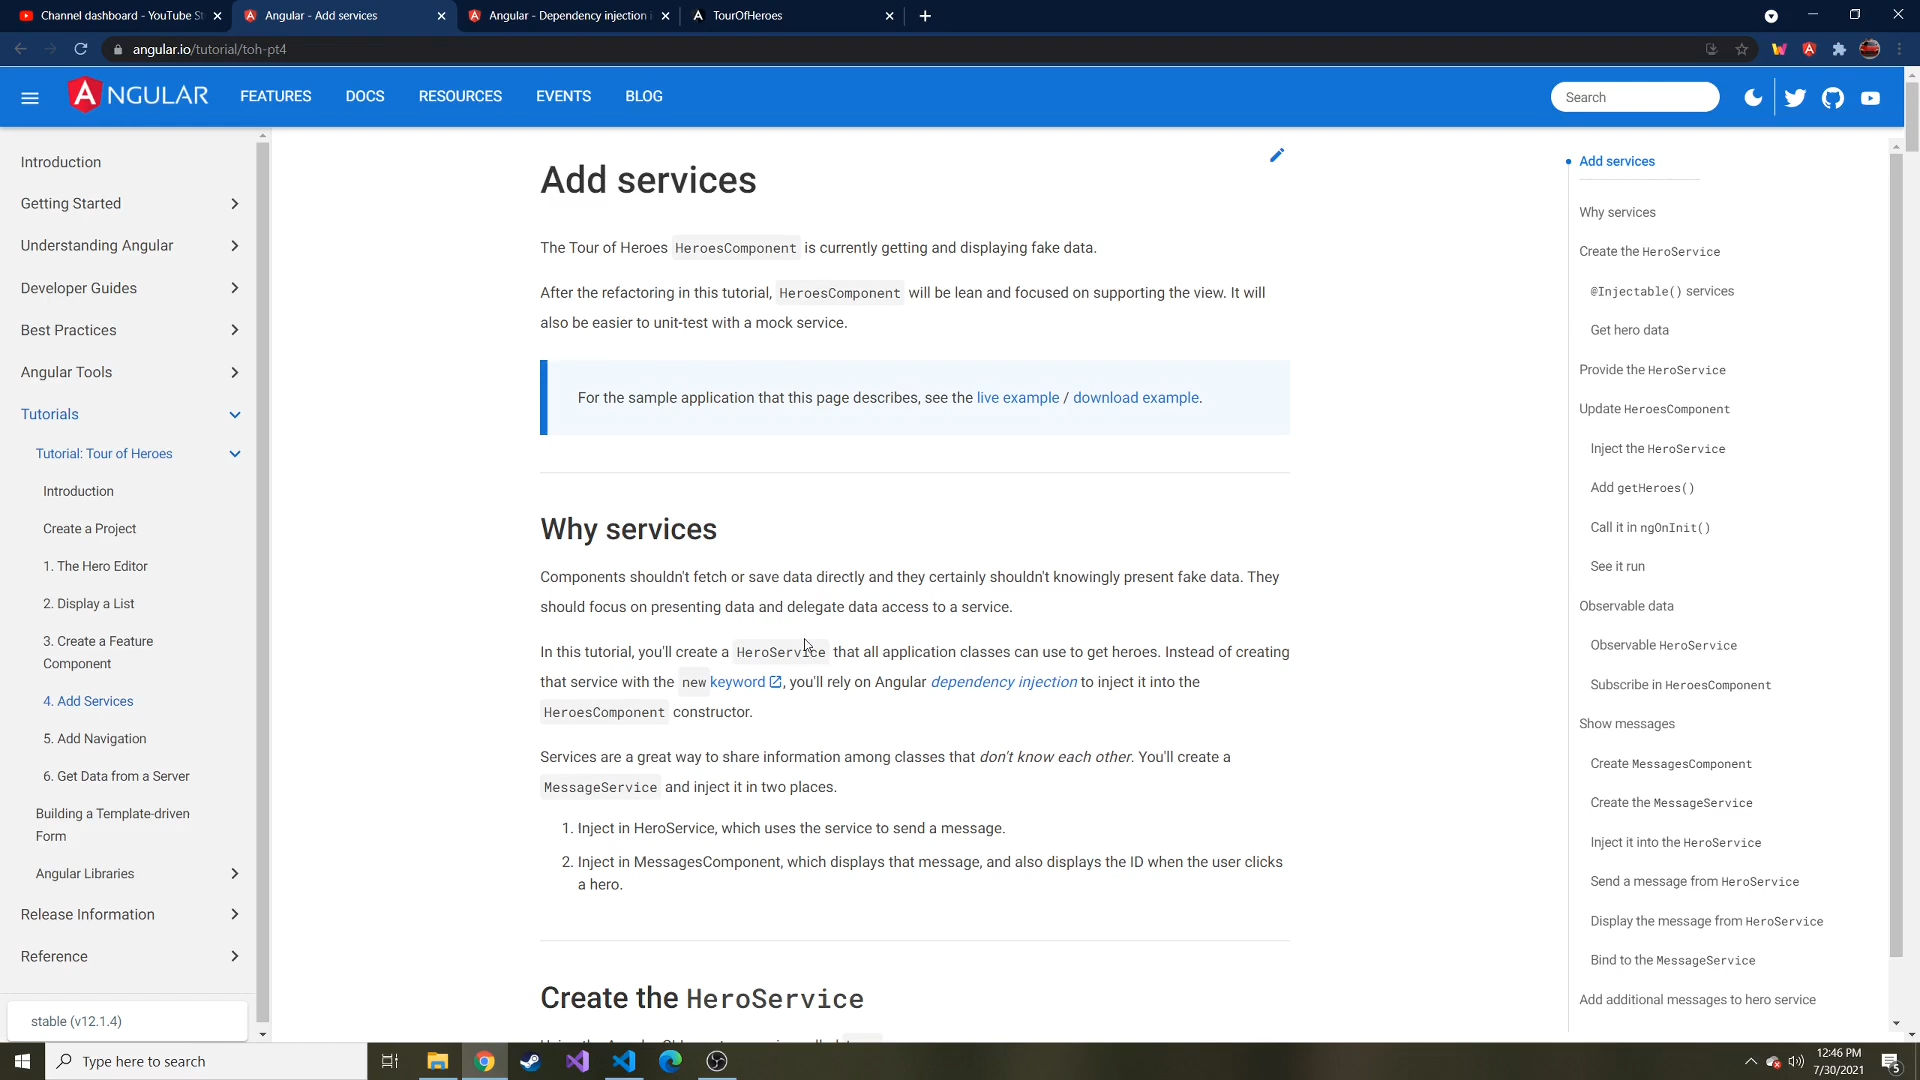 Channel dashboard - YouTube St
Angular - Add services
Angular - Dependency injection i
TourOfHeroes
angular.io/tutorial/toh-pt4
ANGULAR
FEATURES
DOCS
RESOURCES
EVENTS
BLOG
Search
Introduction
Getting Started
Understanding Angular
Developer Guides
Best Practices
Angular Tools
Tutorials
Tutorial: Tour of Heroes
Introduction
Create a Project
1. The Hero Editor
2. Display a List
3. Create a Feature
Component
4. Add Services
5. Add Navigation
6. Get Data from a Server
Building a Template-driven
Form
Angular Libraries
Release Information
Reference
stable (v12.1.4)
Add services
The Tour of Heroes HeroesComponent is currently getting and displaying fake data.
After the refactoring in this tutorial, HeroesComponent will be lean and focused on supporting the view. It will
also be easier to unit-test with a mock service.
For the sample application that this page describes, see the live example / download example.
Why services
Components shouldn't fetch or save data directly and they certainly shouldn't knowingly present fake data. They
should focus on presenting data and delegate data access to a service.
In this tutorial, you'll create a HeroService that all application classes can use to get heroes. Instead of creating
that service with the new keyword, you'll rely on Angular dependency injection to inject it into the
HeroesComponent constructor.
Services are a great way to share information among classes that don't know each other. You'll create a
MessageService and inject it in two places.
1. Inject in HeroService, which uses the service to send a message.
2. Inject in MessagesComponent, which displays that message, and also displays the ID when the user clicks
a hero.
Create the HeroService
Add services
Why services
Create the HeroService
@Injectable() services
Get hero data
Provide the HeroService
Update HeroesComponent
Inject the HeroService
Add getHeroes()
Call it in ngOnInit()
See it run
Observable data
Observable HeroService
Subscribe in HeroesComponent
Show messages
Create MessagesComponent
Create the MessageService
Inject it into the HeroService
Send a message from HeroService
Display the message from HeroService
Bind to the MessageService
Add additional messages to hero service
Type here to search
12:46 PM
7/30/2021
5